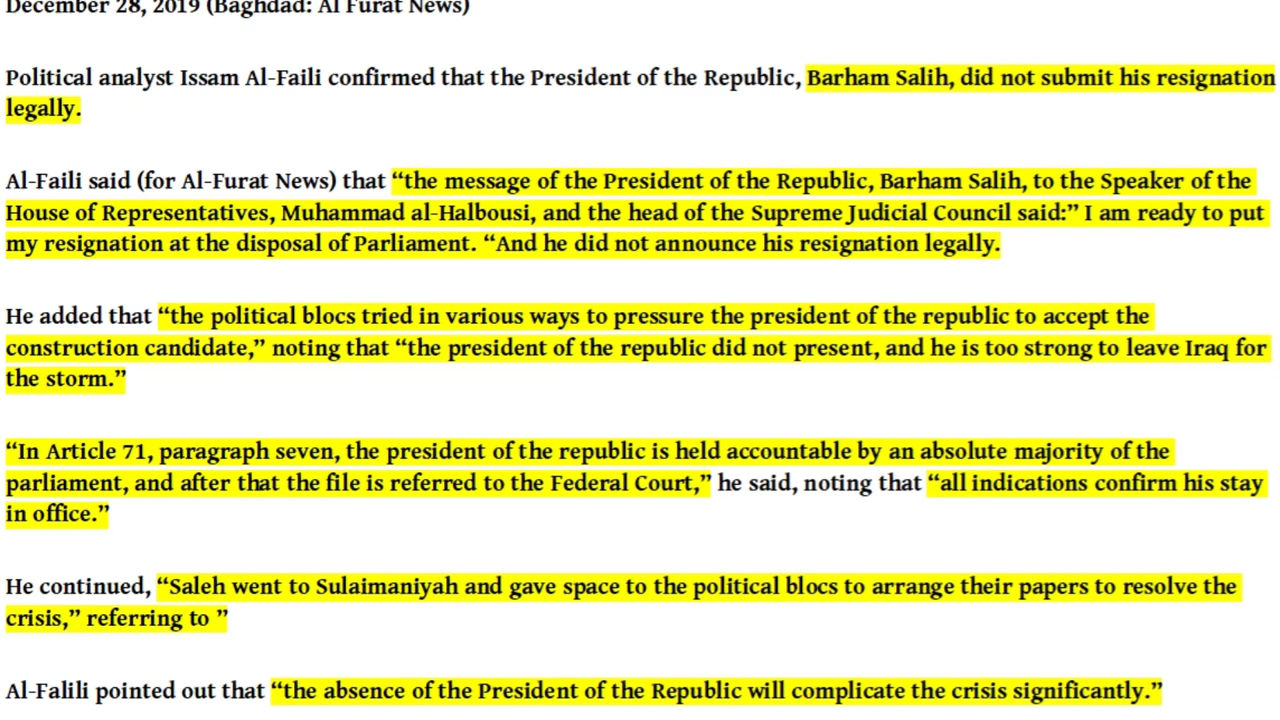 December 28, 2019 (Baghdad: Al Furat News)
Political analyst Issam Al-Faili confirmed that the President of the Republic, Barham Salih, did not submit his resignation
legally.
Al-Faili said (for Al-Furat News) that “the message of the President of the Republic, Barham Salih, to the Speaker of the
House of Representatives, Muhammad al-Halbousi, and the head of the Supreme Judicial Council said:” I am ready to put
my resignation at the disposal of Parliament. “And he did not announce his resignation legally.
He added that “the political blocs tried in various ways to pressure the president of the republic to accept the
construction candidate,” noting that “the president of the republic did not present, and he is too strong to leave Iraq for
the storm.”
“In Article 71, paragraph seven, the president of the republic is held accountable by an absolute majority of the
parliament, and after that the file is referred to the Federal Court,” he said, noting that “all indications confirm his stay
in office.”
He continued, “Saleh went to Sulaimaniyah and gave space to the political blocs to arrange their papers to resolve the
crisis,” referring to ”
Al-Falili pointed out that “the absence of the President of the Republic will complicate the crisis significantly.”